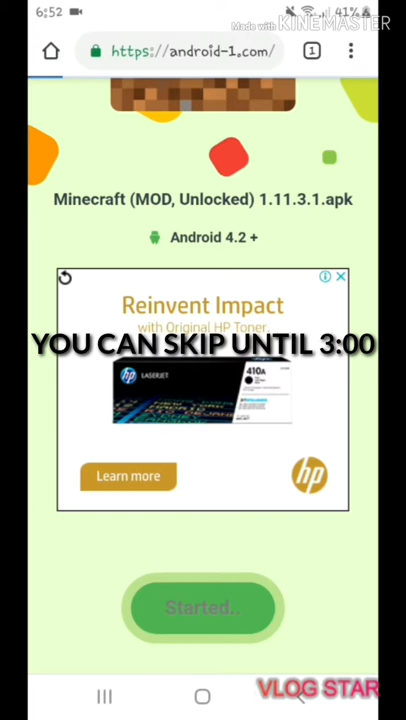 6:52
41%
Made with KINEMASTER
https://android-1.com/
1
Minecraft (MOD, Unlocked) 1.11.3.1.apk
Android 4.2 +
Reinvent Impact
with Original HP Toner.
YOU CAN SKIP UNTIL 3:00
hp LASERJET
410A
Learn more
hp
Started..
VLOG STAR